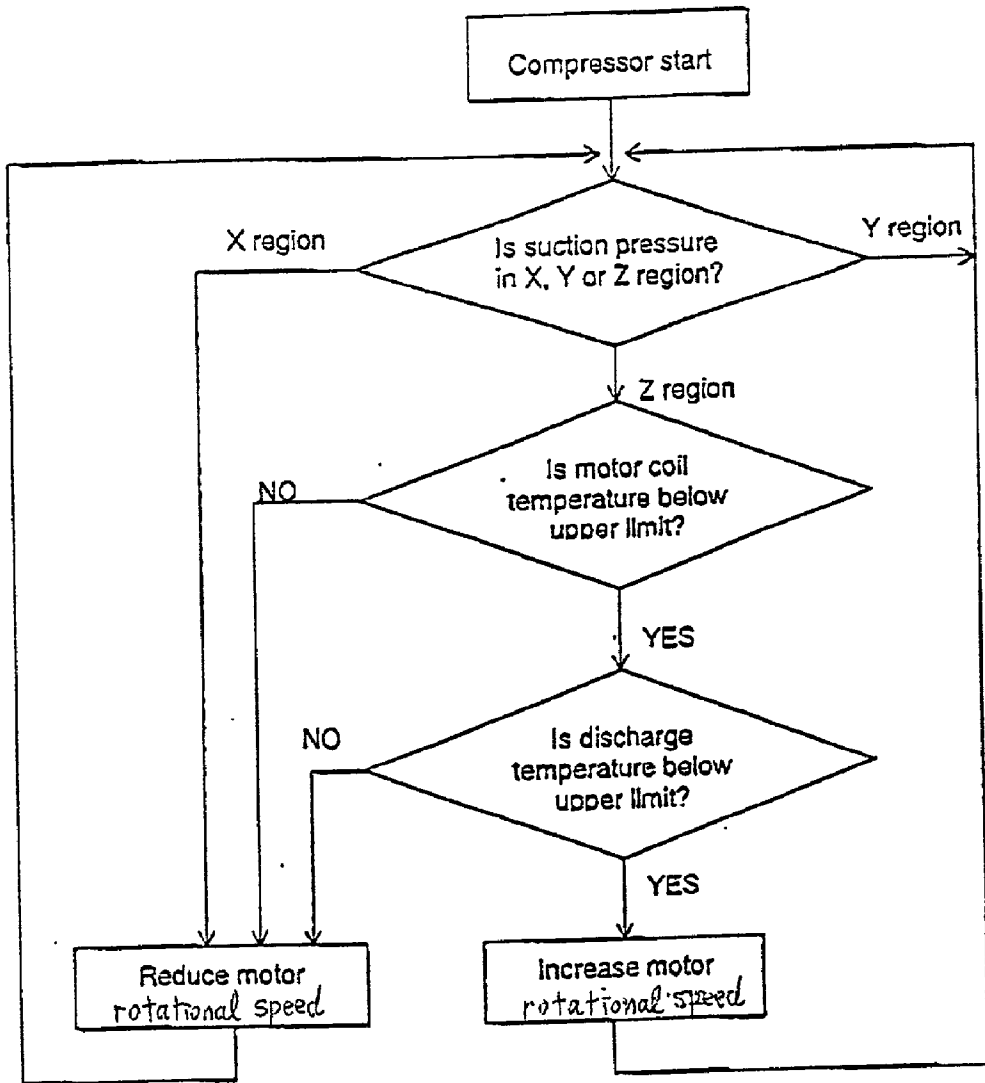 Compressor start
X region
Is suction pressure
in X, Y or Z region?
Y region
Z region
NO
Is motor coil
temperature below
upper limit?
YES
NO
Is discharge
temperature below
upper limit?
YES
Reduce motor
rotational speed
Increase motor
rotational speed